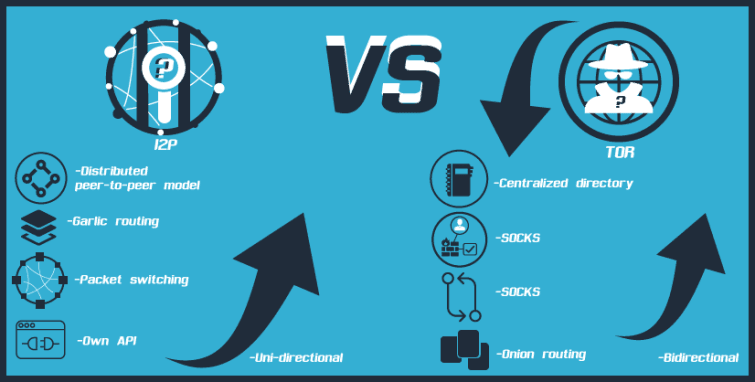 VS
I2P
-Distributed
peer-to-peer model
-Garlic routing
-Packet switching
-Own API
-Uni-directional
?
TOR
-Centralized directory
-SOCKS
-SOCKS
-Onion routing
-Bidirectional